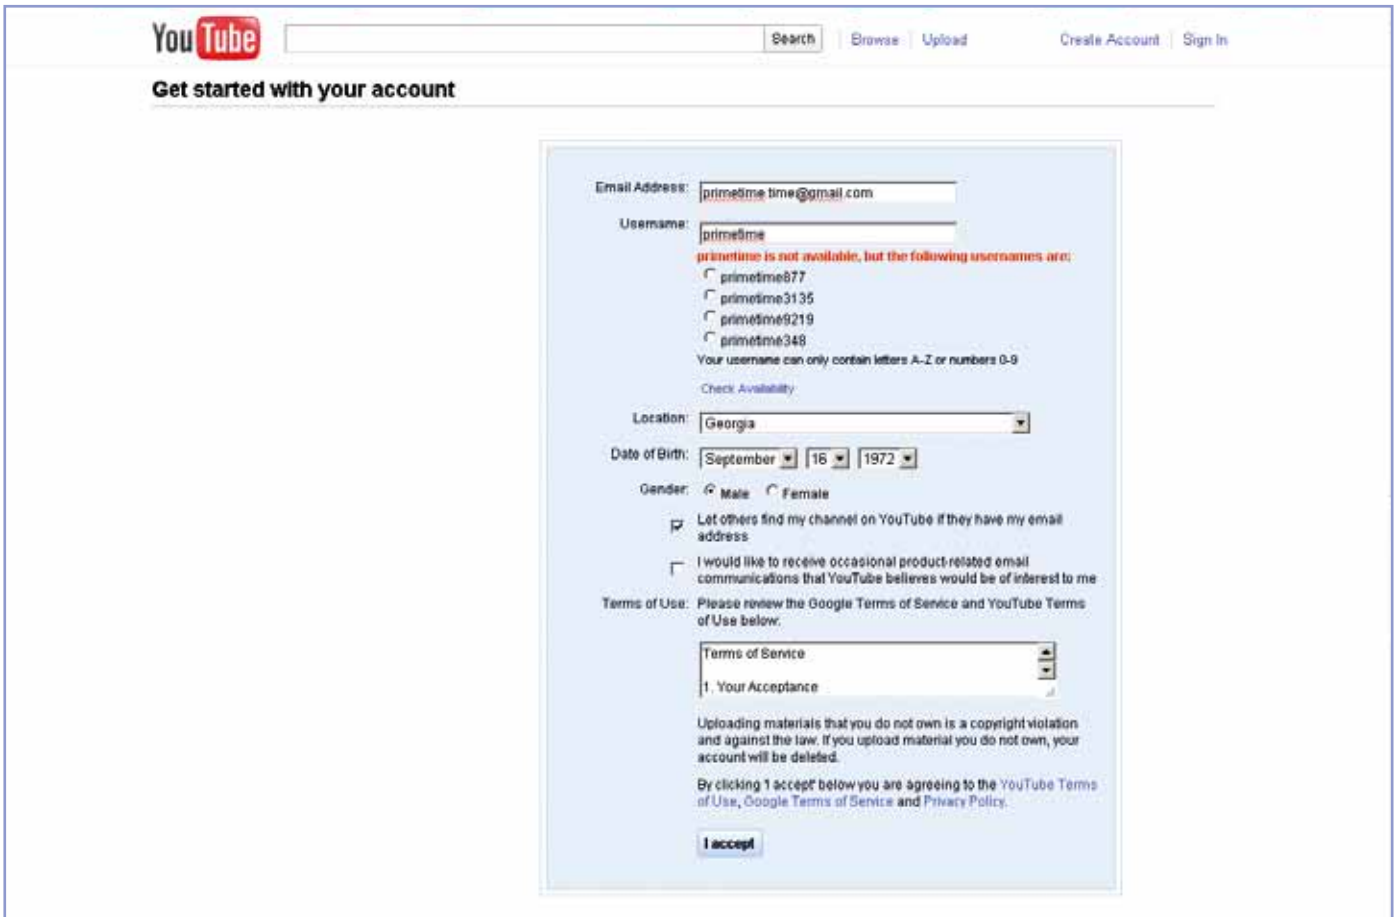 YouTube Search Browse Upload Create Account Sign In
Get started with your account
Email Address: primetime.time@gmail.com
Username: primetime
primetime is not available, but the following usernames are:
primetime877
primetime3135
primetime9219
primetime348
Your username can only contain letters A-Z or numbers 0-9
Check Availability
Location: Georgia
Date of Birth: September 16 1972
Gender: Male Female
Let others find my channel on YouTube if they have my email
address
I would like to receive occasional product-related email
communications that YouTube believes would be of interest to me
Terms of Use: Please review the Google Terms of Service and YouTube Terms
of Use below:
Terms of Service
1. Your Acceptance
Uploading materials that you do not own is a copyright violation
and against the law. If you upload material you do not own, your
account will be deleted.
By clicking 'I accept' below you are agreeing to the YouTube Terms
of Use, Google Terms of Service and Privacy Policy.
I accept